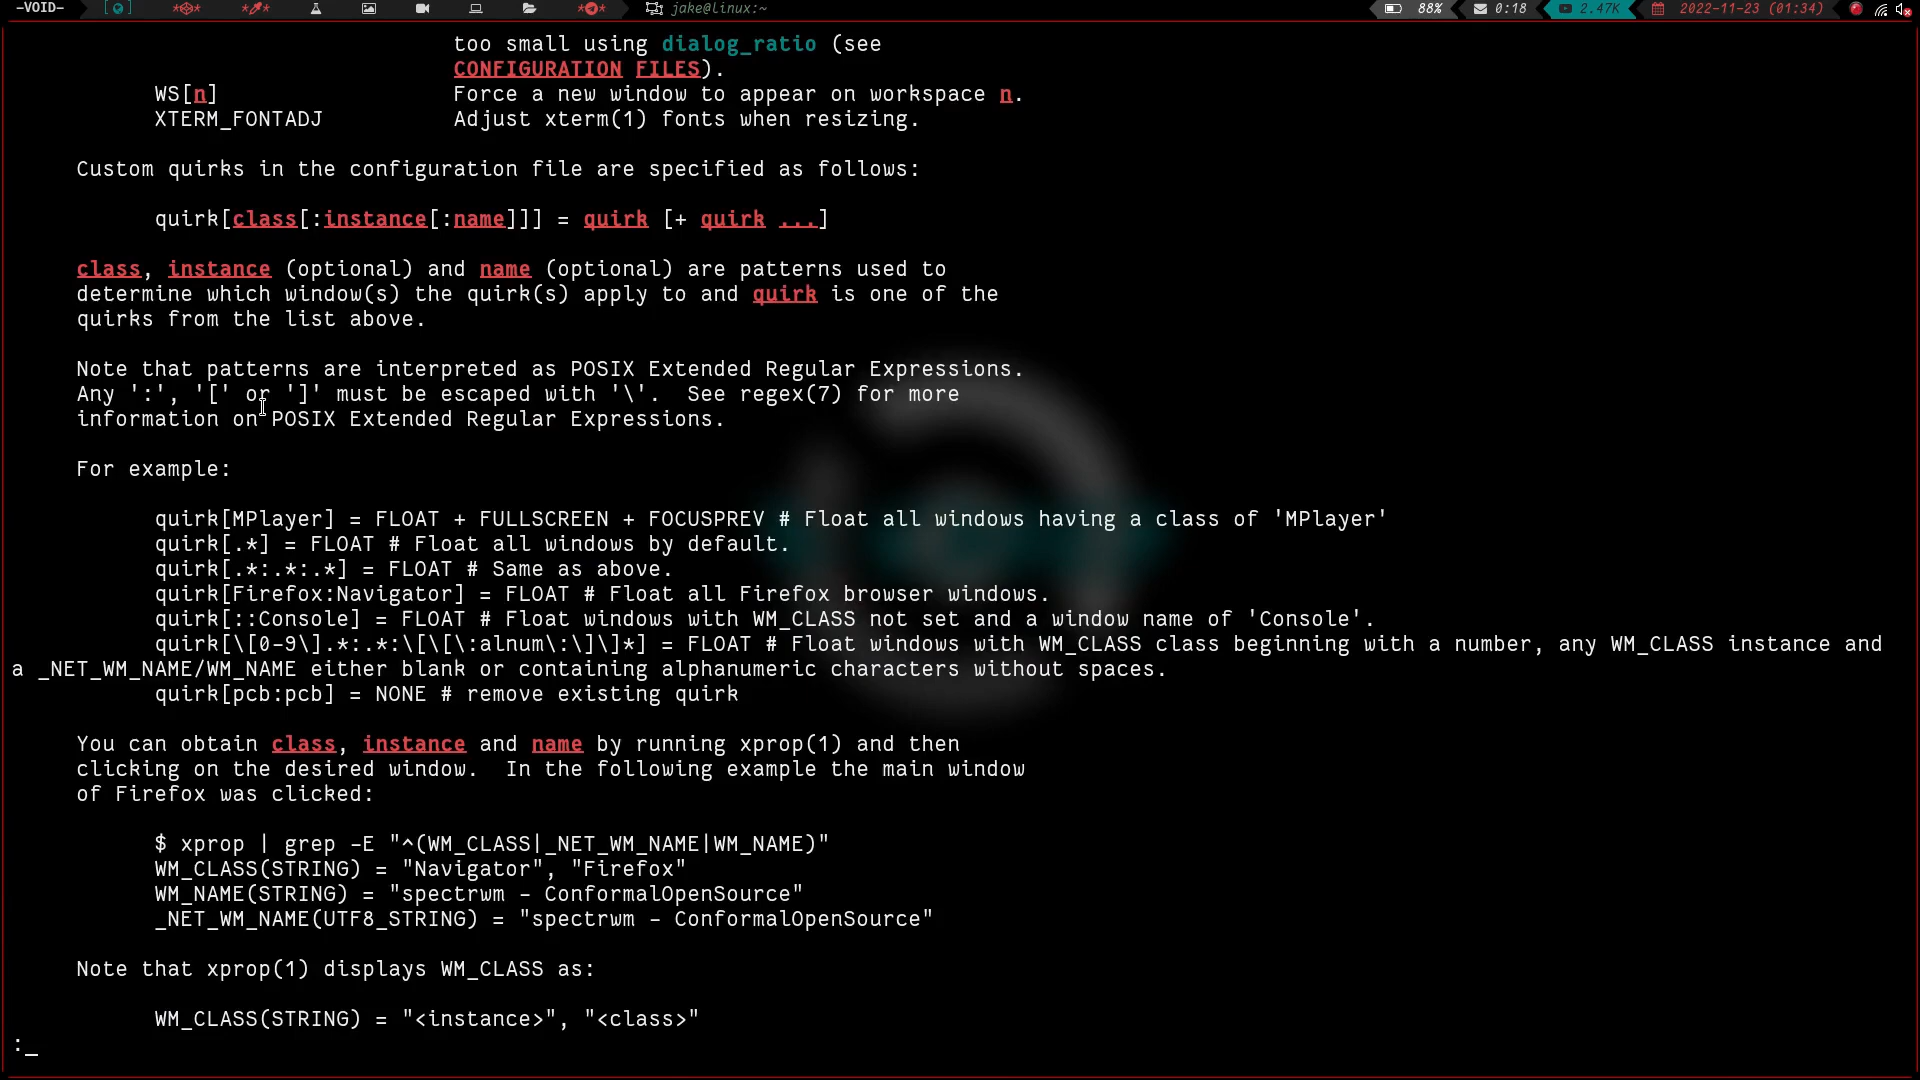 -VOID- jake@linux:~ 88% 0:18 2.47K 2022-11-23 (01:34)
too small using dialog_ratio (see
CONFIGURATION FILES).
WS[n] Force a new window to appear on workspace n.
XTERM_FONTADJ Adjust xterm(1) fonts when resizing.
Custom quirks in the configuration file are specified as follows:
quirk[class[:instance[:name]]] = quirk [+ quirk ...]
class, instance (optional) and name (optional) are patterns used to
determine which window(s) the quirk(s) apply to and quirk is one of the
quirks from the list above.
Note that patterns are interpreted as POSIX Extended Regular Expressions.
Any ':', '[' or ']' must be escaped with '\'. See regex(7) for more
information on POSIX Extended Regular Expressions.
For example:
quirk[MPlayer] = FLOAT + FULLSCREEN + FOCUSPREV # Float all windows having a class of 'MPlayer'
quirk[.*] = FLOAT # Float all windows by default.
quirk[.*:.*:.*] = FLOAT # Same as above.
quirk[Firefox:Navigator] = FLOAT # Float all Firefox browser windows.
quirk[::Console] = FLOAT # Float windows with WM_CLASS not set and a window name of 'Console'.
quirk[\[0-9\].*:.*:\[\[\:alnum\:\]\]*] = FLOAT # Float windows with WM_CLASS class beginning with a number, any WM_CLASS instance and
a _NET_WM_NAME/WM_NAME either blank or containing alphanumeric characters without spaces.
quirk[pcb:pcb] = NONE # remove existing quirk
You can obtain class, instance and name by running xprop(1) and then
clicking on the desired window. In the following example the main window
of Firefox was clicked:
$ xprop | grep -E "^(WM_CLASS|_NET_WM_NAME|WM_NAME)"
WM_CLASS(STRING) = "Navigator", "Firefox"
WM_NAME(STRING) = "spectrwm - ConformalOpenSource"
_NET_WM_NAME(UTF8_STRING) = "spectrwm - ConformalOpenSource"
Note that xprop(1) displays WM_CLASS as:
WM_CLASS(STRING) = "<instance>", "<class>"
:_